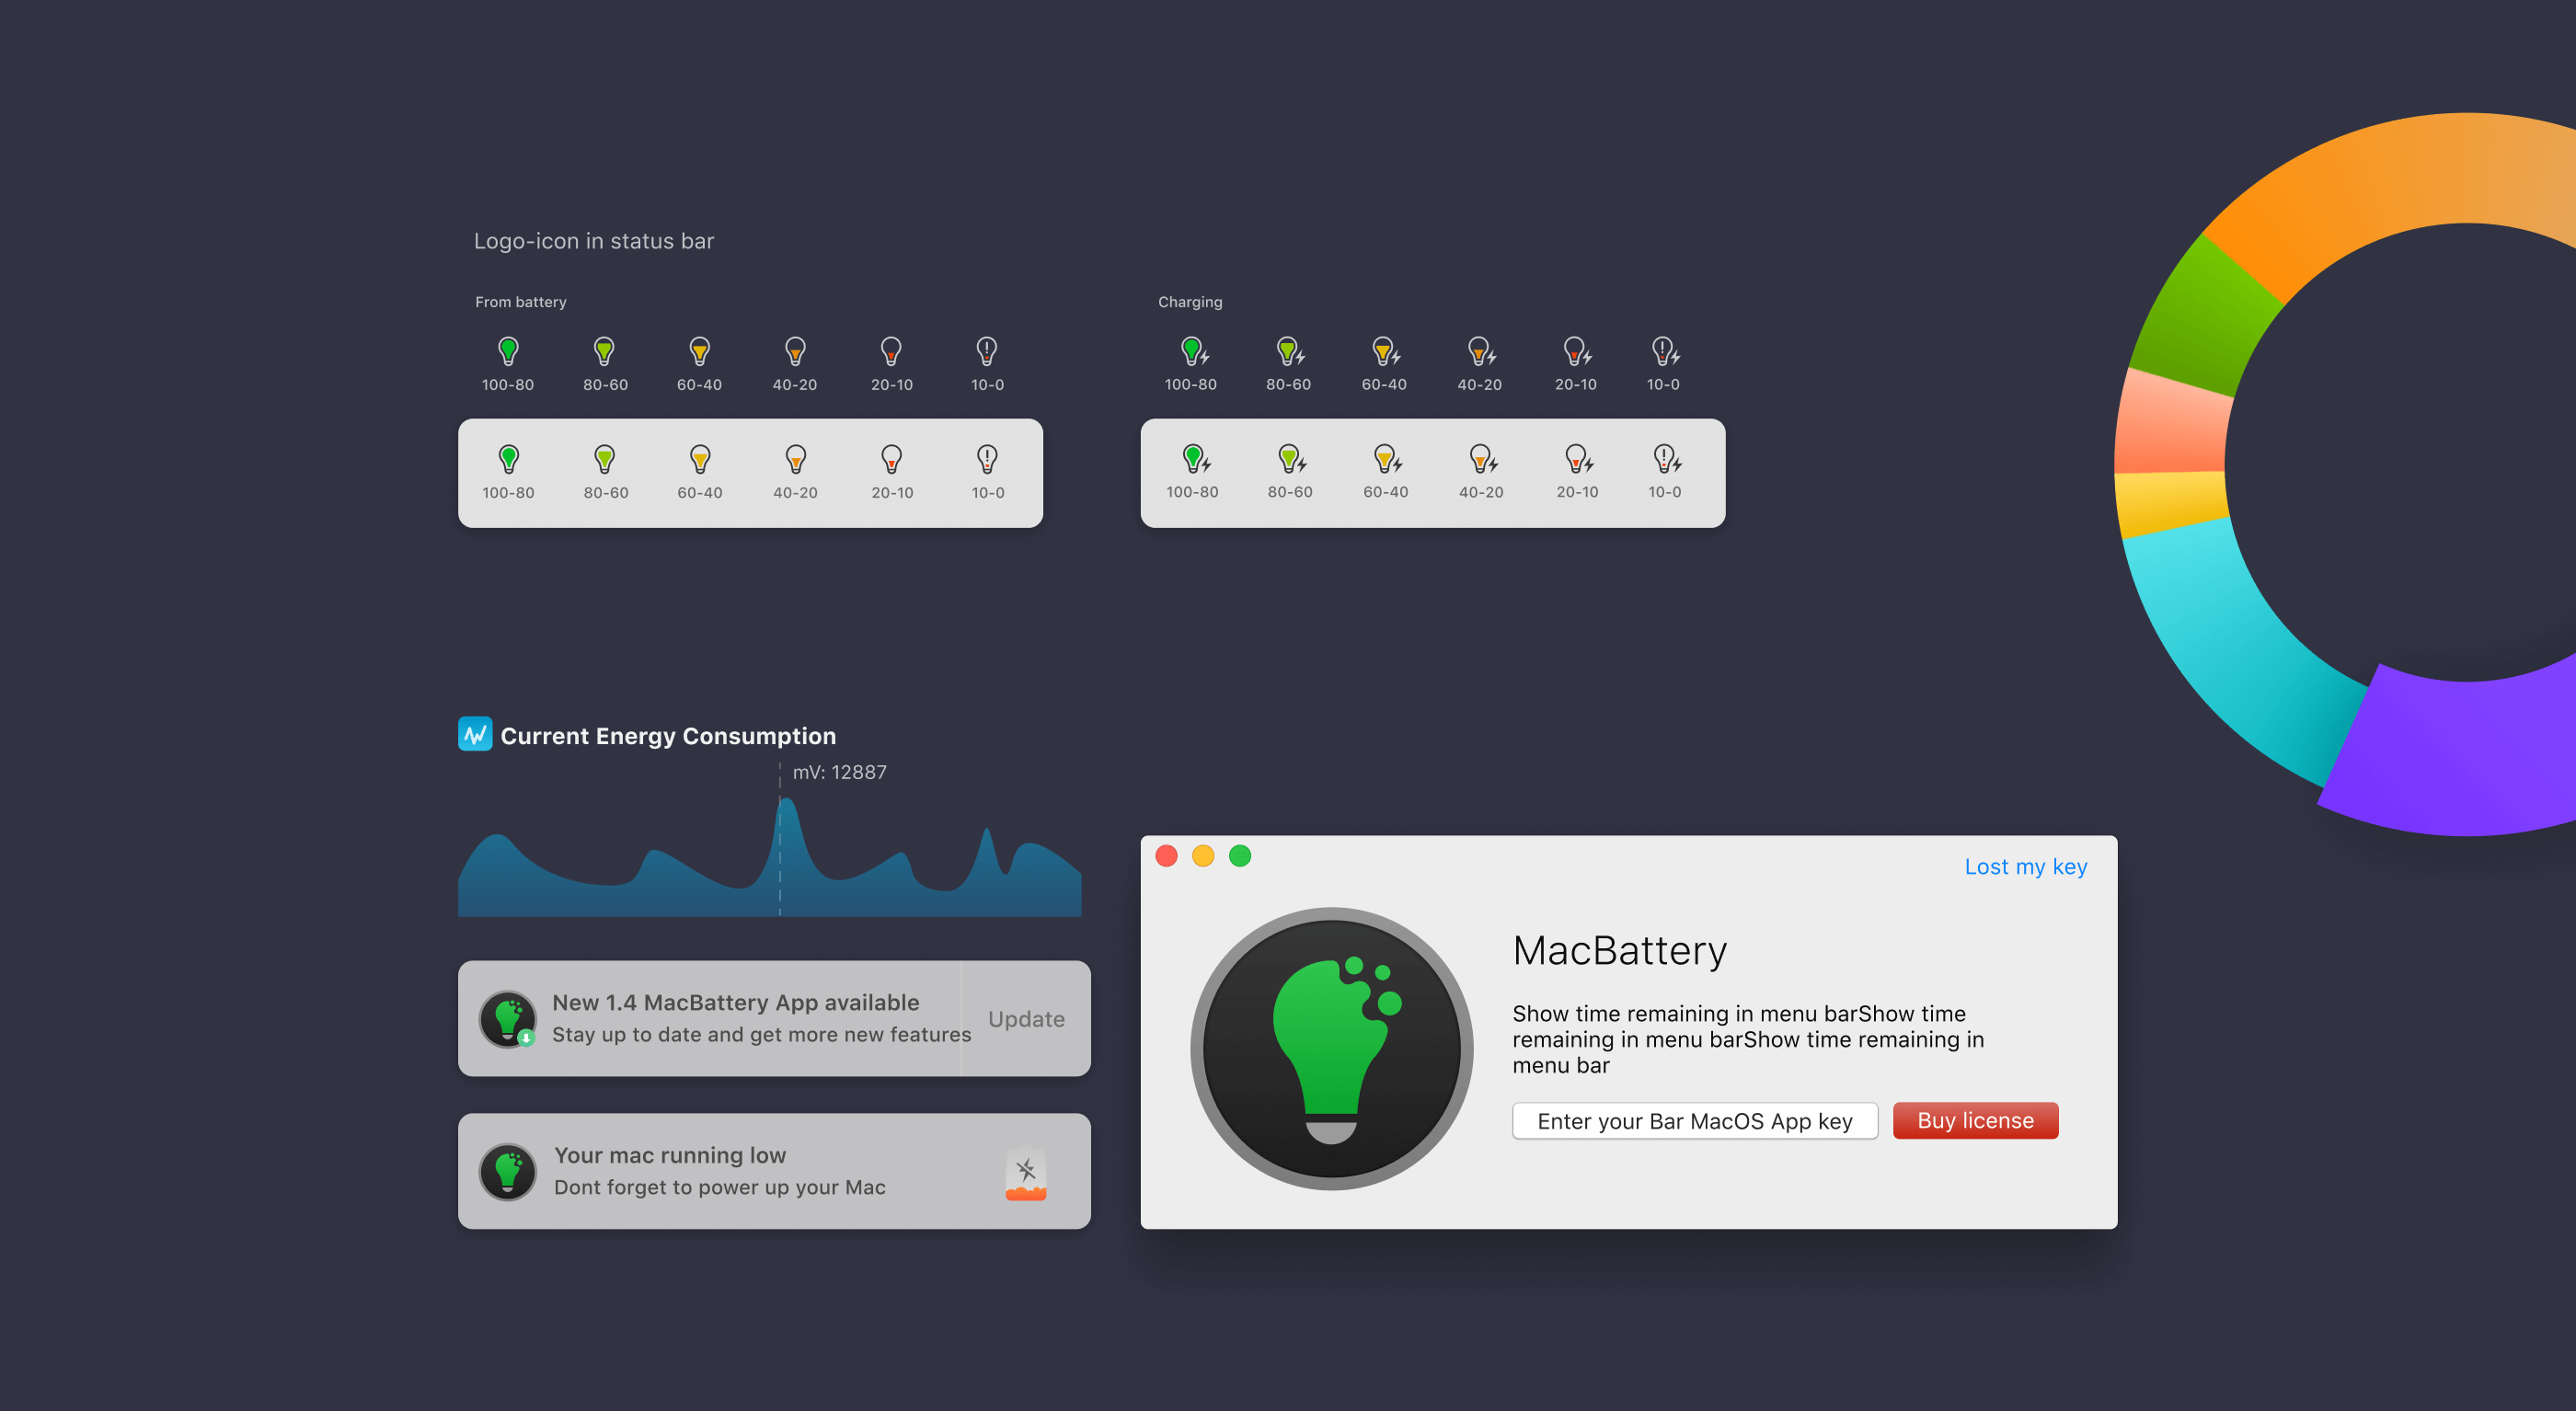 Logo-icon in status bar
From battery
100-80 80-60 60-40 40-20 20-10 10-0
100-80 80-60 60-40 40-20 20-10 10-0
Charging
100-80 80-60 60-40 40-20 20-10 10-0
100-80 80-60 60-40 40-20 20-10 10-0
Current Energy Consumption
mV: 12887
New 1.4 MacBattery App available
Stay up to date and get more new features
Update
Your mac running low
Dont forget to power up your Mac
Lost my key
MacBattery
Show time remaining in menu barShow time
remaining in menu barShow time remaining in
menu bar
Enter your Bar MacOS App key
Buy license